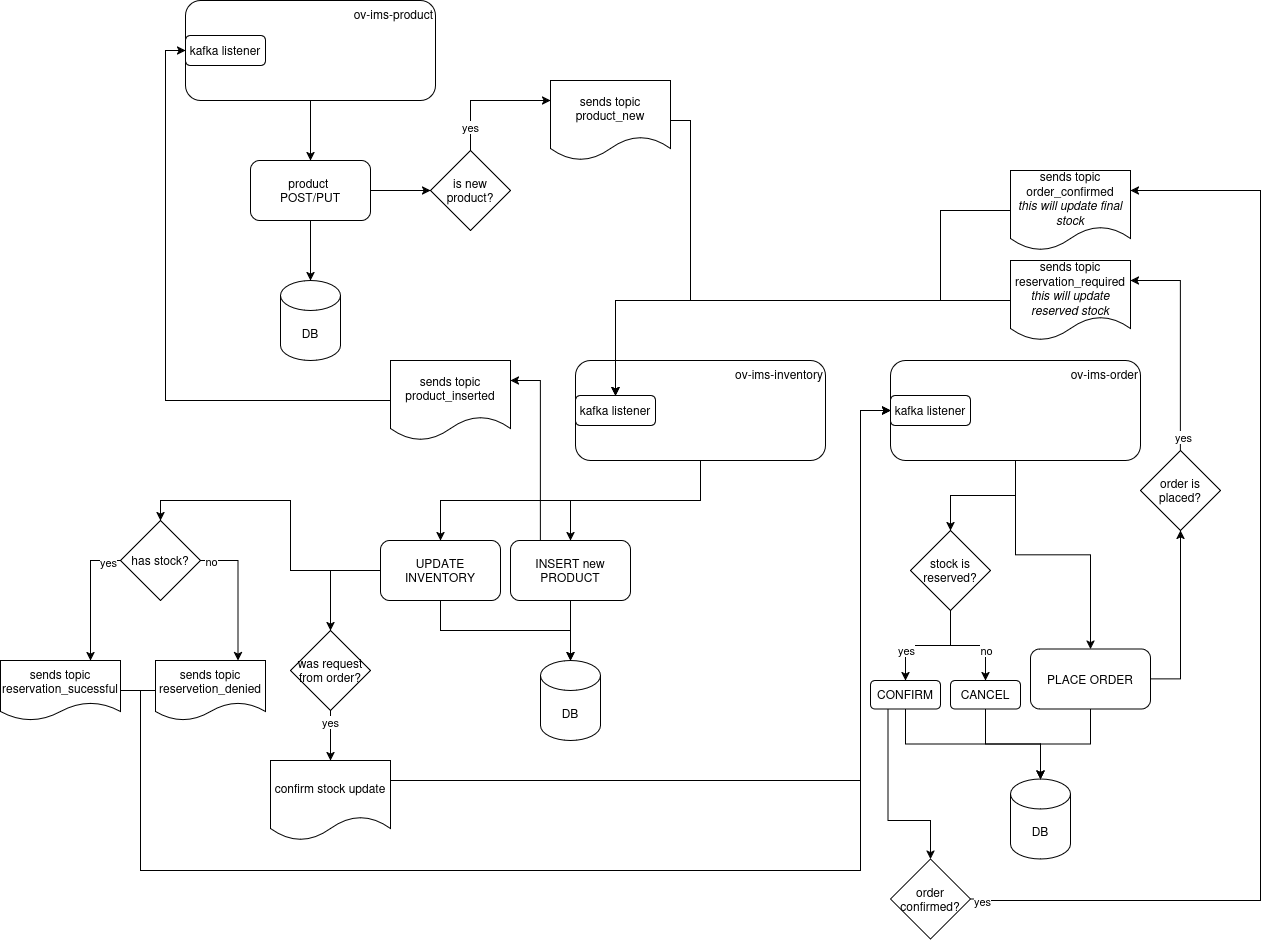 ov-ims-product
kafka listener
sends topic
product_new
yes
product
POST/PUT
is new
product?
sends topic
order_confirmed
this will update final
stock
sends topic
reservation_required
this will update
reserved stock
DB
sends topic
product_inserted
ov-ims-inventory
kafka listener
ov-ims-order
kafka listener
yes
order is
placed?
has stock?
yes
no
UPDATE
INVENTORY
INSERT new
PRODUCT
stock is
reserved?
sends topic
reservation_sucessful
sends topic
reservetion_denied
was request
from order?
yes
no
CONFIRM
CANCEL
PLACE ORDER
DB
yes
confirm stock update
DB
order
confirmed?
yes